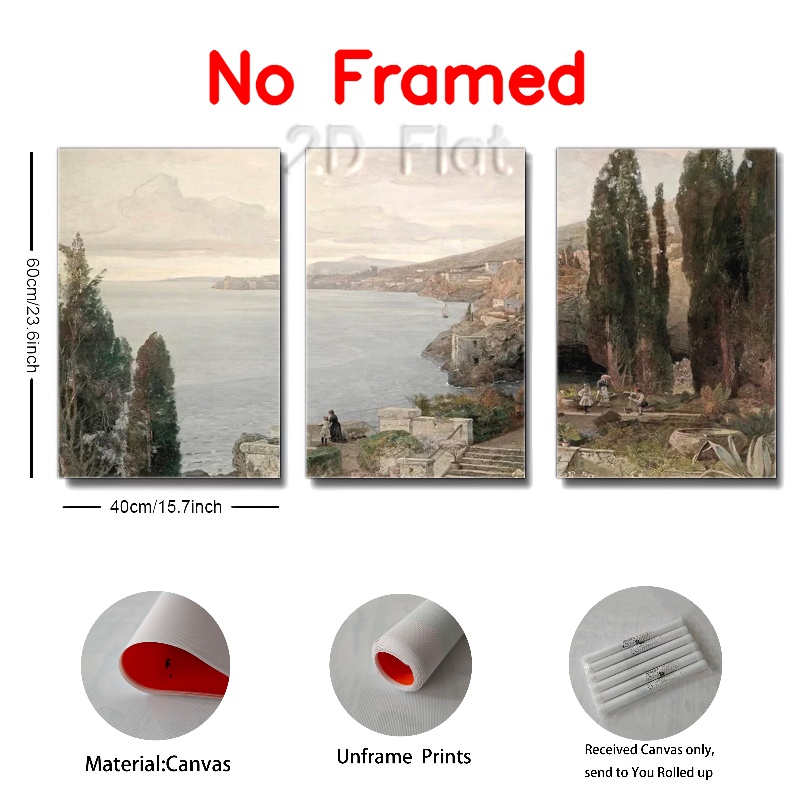 No Framed
2D Flat
60cm/23.6inch
40cm/15.7inch
Material:Canvas
Unframe Prints
Received Canvas only,
send to You Rolled up